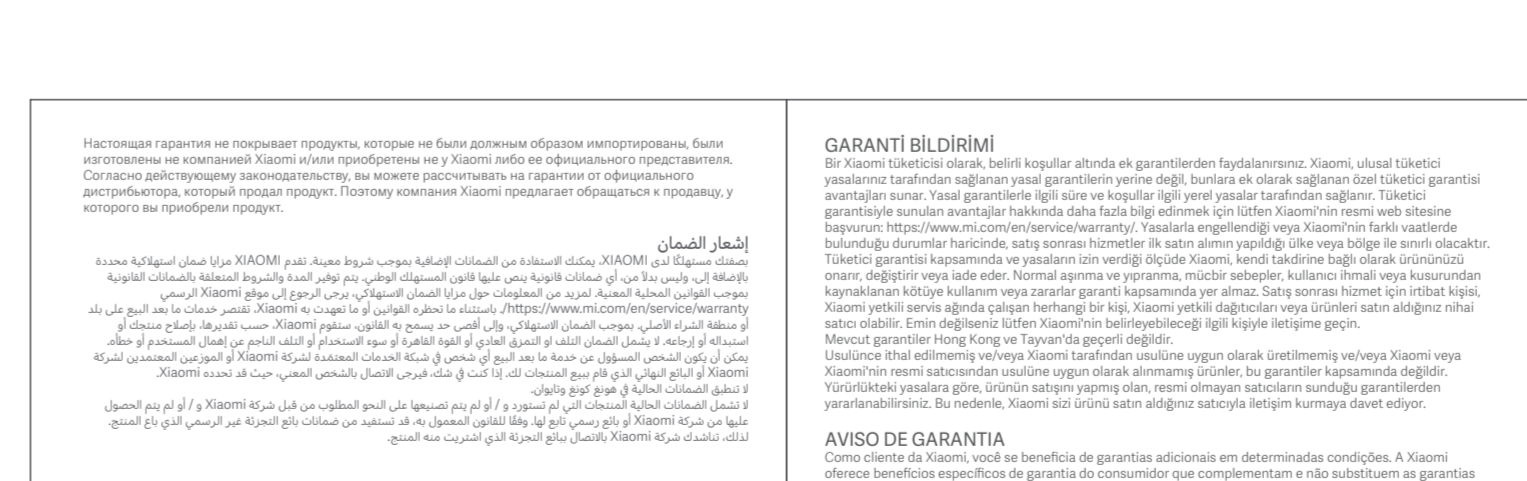 Настоящая гарантия не покрывает продукты, которые не были должным образом импортированы, были
изготовлены не компанией Xiaomi и/или приобретены не у Xiaomi либо ее официального представителя.
Согласно действующему законодательству, вы можете рассчитывать на гарантии от официального
дистрибьютора, который продал продукт. Поэтому компания Xiaomi предлагает обращаться к продавцу, у
которого вы приобрели продукт.
إشعار الضمان
بصفتك مستهلكًا لدى XIAOMI، يمكنك الاستفادة من الضمانات الإضافية بموجب شروط معينة. تقدم XIAOMI مزايا ضمان استهلاكية محددة
بالإضافة إلى، وليس بدلاً من، أي ضمانات قانونية ينص عليها قانون المستهلك الوطني. يتم توفير المدة والشروط المتعلقة بالضمانات القانونية
بموجب القوانين المحلية المعنية. لمزيد من المعلومات حول مزايا الضمان الاستهلاكي، يرجى الرجوع إلى موقع Xiaomi الرسمي
https://www.mi.com/en/service/warranty/. باستثناء ما تحظره القوانين أو ما تعهدت به Xiaomi، تقتصر خدمات ما بعد البيع على بلد
أو منطقة الشراء الأصلي. بموجب الضمان الاستهلاكي، وإلى أقصى حد يسمح به القانون، ستقوم Xiaomi، حسب تقديرها، بإصلاح منتجك أو
استبداله أو إرجاعه. لا يشمل الضمان التلف او التمزق العادي أو القوة القاهرة أو سوء الاستخدام أو التلف الناجم عن إهمال المستخدم أو خطأه.
يمكن أن يكون الشخص المسؤول عن خدمة ما بعد البيع أي شخص في شبكة الخدمات المعتمَدة لشركة Xiaomi أو الموزعين المعتمدين لشركة
Xiaomi أو البائع النهائي الذي قام ببيع المنتجات لك. إذا كنت في شك، فيرجى الاتصال بالشخص المعني، حيث قد تحدده Xiaomi.
لا تنطبق الضمانات الحالية في هونغ كونغ وتايوان.
لا تشمل الضمانات الحالية المنتجات التي لم تستورد و / أو لم يتم تصنيعها على النحو المطلوب من قبل شركة Xiaomi و / أو لم يتم الحصول
عليها من شركة Xiaomi أو بائع رسمي تابع لها. وفقًا للقانون المعمول به، قد تستفيد من ضمانات بائع التجزئة غير الرسمي الذي باع المنتج.
لذلك، تناشدك شركة Xiaomi بالاتصال ببائع التجزئة الذي اشتريت منه المنتج.
GARANTİ BİLDİRİMİ
Bir Xiaomi tüketicisi olarak, belirli koşullar altında ek garantilerden faydalanırsınız. Xiaomi, ulusal tüketici
yasalarınız tarafından sağlanan yasal garantilerin yerine değil, bunlara ek olarak sağlanan özel tüketici garantisi
avantajları sunar. Yasal garantilerle ilgili süre ve koşullar ilgili yerel yasalar tarafından sağlanır. Tüketici
garantisiyle sunulan avantajlar hakkında daha fazla bilgi edinmek için lütfen Xiaomi'nin resmi web sitesine
başvurun: https://www.mi.com/en/service/warranty/. Yasalarla engellendiği veya Xiaomi'nin farklı vaatlerde
bulunduğu durumlar haricinde, satış sonrası hizmetler ilk satın alımın yapıldığı ülke veya bölge ile sınırlı olacaktır.
Tüketici garantisi kapsamında ve yasaların izin verdiği ölçüde Xiaomi, kendi takdirine bağlı olarak ürününüzü
onarır, değiştirir veya iade eder. Normal aşınma ve yıpranma, mücbir sebepler, kullanıcı ihmali veya kusurundan
kaynaklanan kötüye kullanım veya zararlar garanti kapsamında yer almaz. Satış sonrası hizmet için irtibat kişisi,
Xiaomi yetkili servis ağında çalışan herhangi bir kişi, Xiaomi yetkili dağıtıcıları veya ürünleri satın aldığınız nihai
satıcı olabilir. Emin değilseniz lütfen Xiaomi'nin belirleyebileceği ilgili kişiyle iletişime geçin.
Mevcut garantiler Hong Kong ve Tayvan'da geçerli değildir.
Usulünce ithal edilmemiş ve/veya Xiaomi tarafından usulüne uygun olarak üretilmemiş ve/veya Xiaomi veya
Xiaomi'nin resmi satıcısından usulüne uygun olarak alınmamış ürünler, bu garantiler kapsamında değildir.
Yürürlükteki yasalara göre, ürünün satışını yapmış olan, resmi olmayan satıcıların sunduğu garantilerden
yararlanabilirsiniz. Bu nedenle, Xiaomi sizi ürünü satın aldığınız satıcıyla iletişim kurmaya davet ediyor.
AVISO DE GARANTIA
Como cliente da Xiaomi, você se beneficia de garantias adicionais em determinadas condições. A Xiaomi
oferece benefícios específicos de garantia do consumidor que complementam e não substituem as garantias